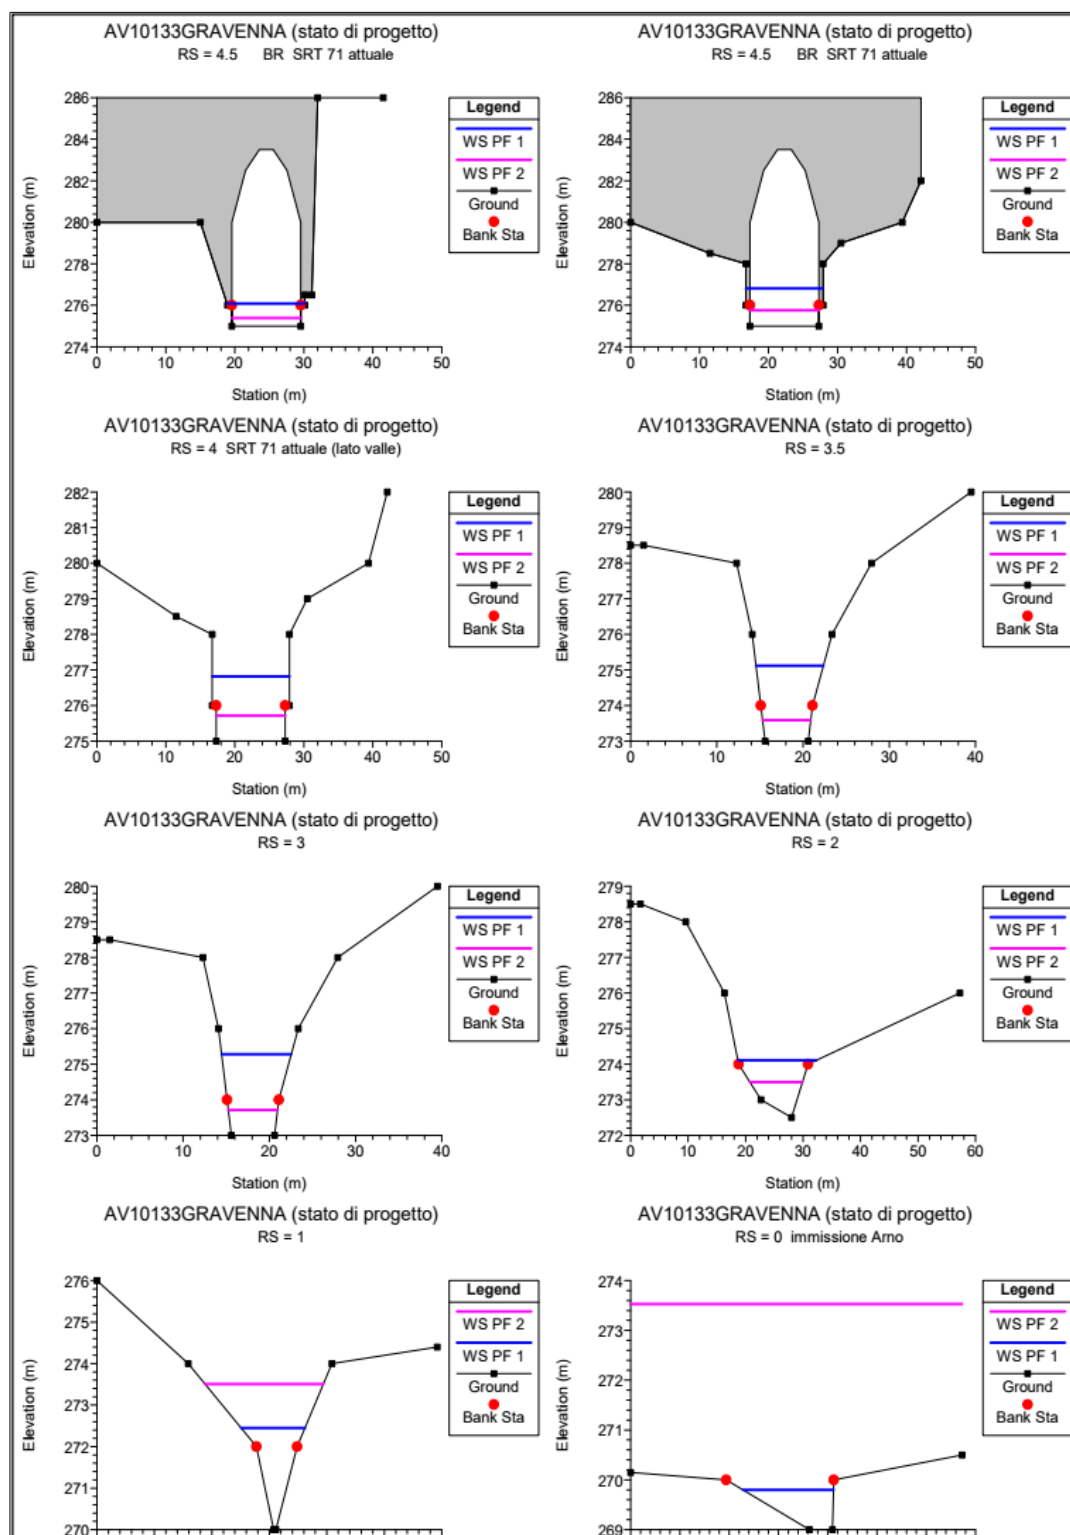 AV10133GRAVENNA (stato di progetto)
RS = 4.5 BR SRT 71 attuale
286
284
282
280
278
276
274
0 10 20 30 40 50
Elevation (m)
Station (m)
Legend
WS PF 1
WS PF 2
Ground
Bank Sta
AV10133GRAVENNA (stato di progetto)
RS = 4.5 BR SRT 71 attuale
286
284
282
280
278
276
274
0 10 20 30 40 50
Elevation (m)
Station (m)
Legend
WS PF 1
WS PF 2
Ground
Bank Sta
AV10133GRAVENNA (stato di progetto)
RS = 4 SRT 71 attuale (lato valle)
282
281
280
279
278
277
276
275
0 10 20 30 40 50
Elevation (m)
Station (m)
Legend
WS PF 1
WS PF 2
Ground
Bank Sta
AV10133GRAVENNA (stato di progetto)
RS = 3.5
280
279
278
277
276
275
274
273
0 10 20 30 40
Elevation (m)
Station (m)
Legend
WS PF 1
WS PF 2
Ground
Bank Sta
AV10133GRAVENNA (stato di progetto)
RS = 3
280
279
278
277
276
275
274
273
0 10 20 30 40
Elevation (m)
Station (m)
Legend
WS PF 1
WS PF 2
Ground
Bank Sta
AV10133GRAVENNA (stato di progetto)
RS = 2
279
278
277
276
275
274
273
272
0 10 20 30 40 50 60
Elevation (m)
Station (m)
Legend
WS PF 1
WS PF 2
Ground
Bank Sta
AV10133GRAVENNA (stato di progetto)
RS = 1
276
275
274
273
272
271
270
Elevation (m)
Legend
WS PF 2
WS PF 1
Ground
Bank Sta
AV10133GRAVENNA (stato di progetto)
RS = 0 immissione Arno
274
273
272
271
270
269
Elevation (m)
Legend
WS PF 2
WS PF 1
Ground
Bank Sta